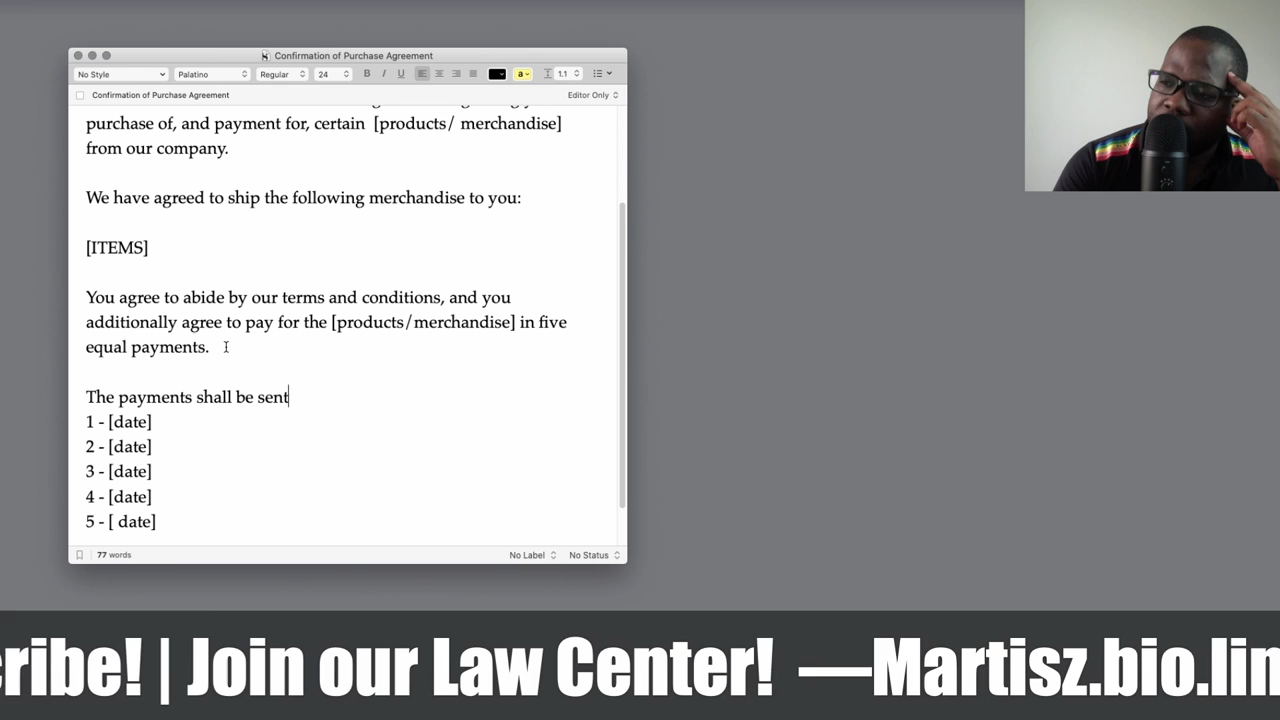 Confirmation of Purchase Agreement
No Style Palatino Regular 24 B I U a 1.1
Confirmation of Purchase Agreement Editor Only
purchase of, and payment for, certain [products/ merchandise]
from our company.
We have agreed to ship the following merchandise to you:
[ITEMS]
You agree to abide by our terms and conditions, and you
additionally agree to pay for the [products/merchandise] in five
equal payments.
The payments shall be sent
1 - [date]
2 - [date]
3 - [date]
4 - [date]
5 - [ date]
77 words No Label No Status
cribe! | Join our Law Center! —Martisz.bio.lin